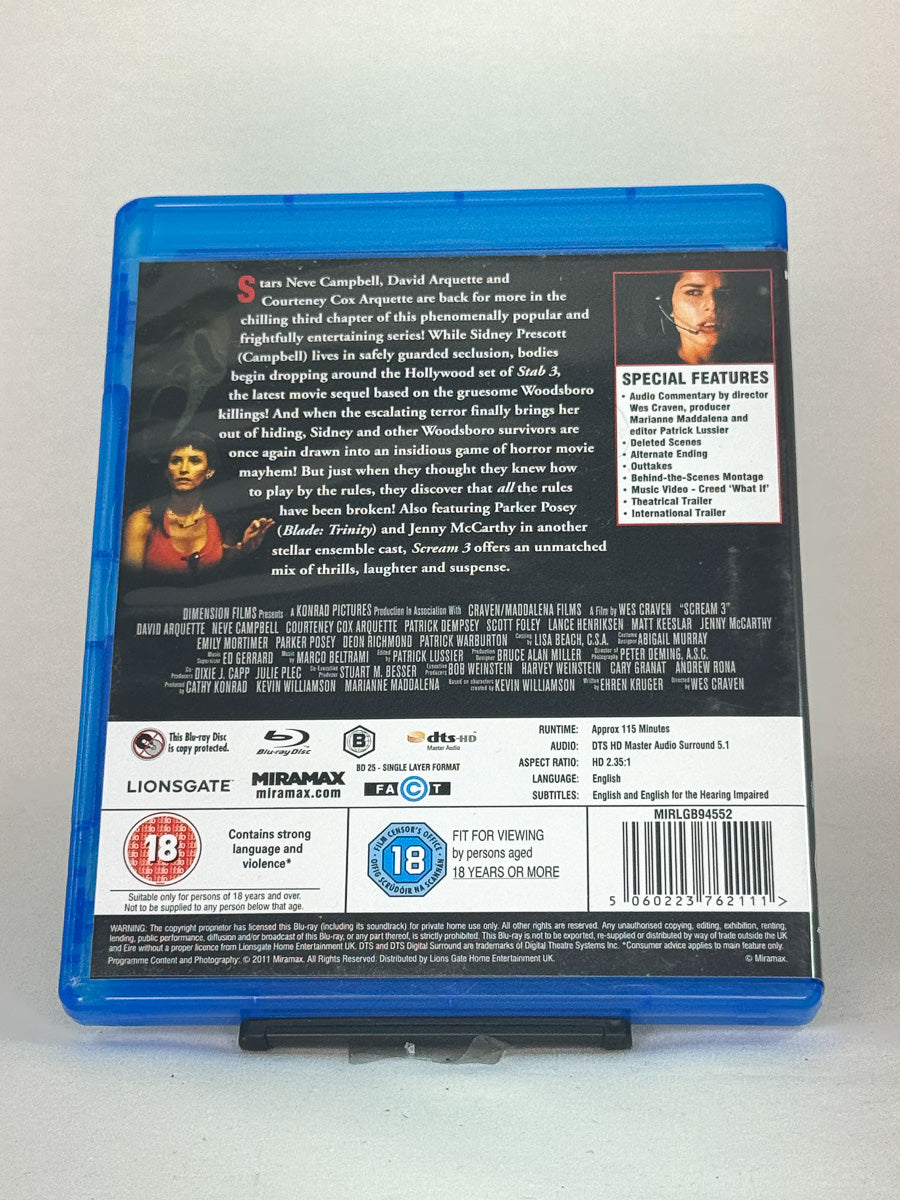 Stars Neve Campbell, David Arquette and
Courteney Cox Arquette are back for more in the
chilling third chapter of this phenomenally popular and
frightfully entertaining series! While Sidney Prescott
(Campbell) lives in safely guarded seclusion, bodies
begin dropping around the Hollywood set of Stab 3,
the latest movie sequel based on the gruesome Woodsboro
killings! And when the escalating terror finally brings her
out of hiding, Sidney and other Woodsboro survivors are
once again drawn into an insidious game of horror movie
mayhem! But just when they thought they knew how
to play by the rules, they discover that all the rules
have been broken! Also featuring Parker Posey
(Blade: Trinity) and Jenny McCarthy in another
stellar ensemble cast, Scream 3 offers an unmatched
mix of thrills, laughter and suspense.
SPECIAL FEATURES
• Audio Commentary by director
Wes Craven, producer
Marianne Maddalena and
editor Patrick Lussier
• Deleted Scenes
• Alternate Ending
• Outtakes
• Behind-the-Scenes Montage
• Music Video - Creed 'What If'
• Theatrical Trailer
• International Trailer
DIMENSION FILMS Presents A KONRAD PICTURES Production In Association With CRAVEN/MADDALENA FILMS A Film by WES CRAVEN "SCREAM 3"
DAVID ARQUETTE NEVE CAMPBELL COURTENEY COX ARQUETTE PATRICK DEMPSEY SCOTT FOLEY LANCE HENRIKSEN MATT KEESLAR JENNY McCARTHY
EMILY MORTIMER PARKER POSEY DEON RICHMOND PATRICK WARBURTON Casting by LISA BEACH, C.S.A. Costume Designer ABIGAIL MURRAY
Music Supervisor ED GERRARD Music by MARCO BELTRAMI Edited by PATRICK LUSSIER Production Designer BRUCE ALAN MILLER Director of Photography PETER DEMING, A.S.C.
Co-Producers DIXIE J. CAPP JULIE PLEC Co-Executive Producer STUART M. BESSER Executive Producers BOB WEINSTEIN HARVEY WEINSTEIN CARY GRANAT ANDREW RONA
Produced by CATHY KONRAD KEVIN WILLIAMSON MARIANNE MADDALENA Based on characters created by KEVIN WILLIAMSON Written by EHREN KRUGER Directed by WES CRAVEN
This Blu-ray Disc
is copy protected.
Blu-ray Disc
B
dts-HD
Master Audio
BD 25 - SINGLE LAYER FORMAT
LIONSGATE
MIRAMAX
miramax.com
FACT
RUNTIME: Approx 115 Minutes
AUDIO: DTS HD Master Audio Surround 5.1
ASPECT RATIO: HD 2.35:1
LANGUAGE: English
SUBTITLES: English and English for the Hearing Impaired
18
Contains strong
language and
violence*
Suitable only for persons of 18 years and over.
Not to be supplied to any person below that age.
FILM CENSOR'S OFFICE
18
OIFIG SCRÚDÓIR NA SCANNÁN
FIT FOR VIEWING
by persons aged
18 YEARS OR MORE
MIRLGB94552
5 060223 762111 >
WARNING: The copyright proprietor has licensed this Blu-ray (including its soundtrack) for private home use only. All other rights are reserved. Any unauthorised copying, editing, exhibition, renting,
lending, public performance, diffusion and/or broadcast of this Blu-ray, or any part thereof, is strictly prohibited. This Blu-ray is not to be exported, re-supplied or distributed by way of trade outside the UK
and Eire without a proper licence from Lionsgate Home Entertainment UK. DTS and DTS Digital Surround are trademarks of Digital Theatre Systems Inc. *Consumer advice applies to main feature only.
Programme Content and Photography: © 2011 Miramax. All Rights Reserved. Distributed by Lions Gate Home Entertainment UK.
© Miramax.